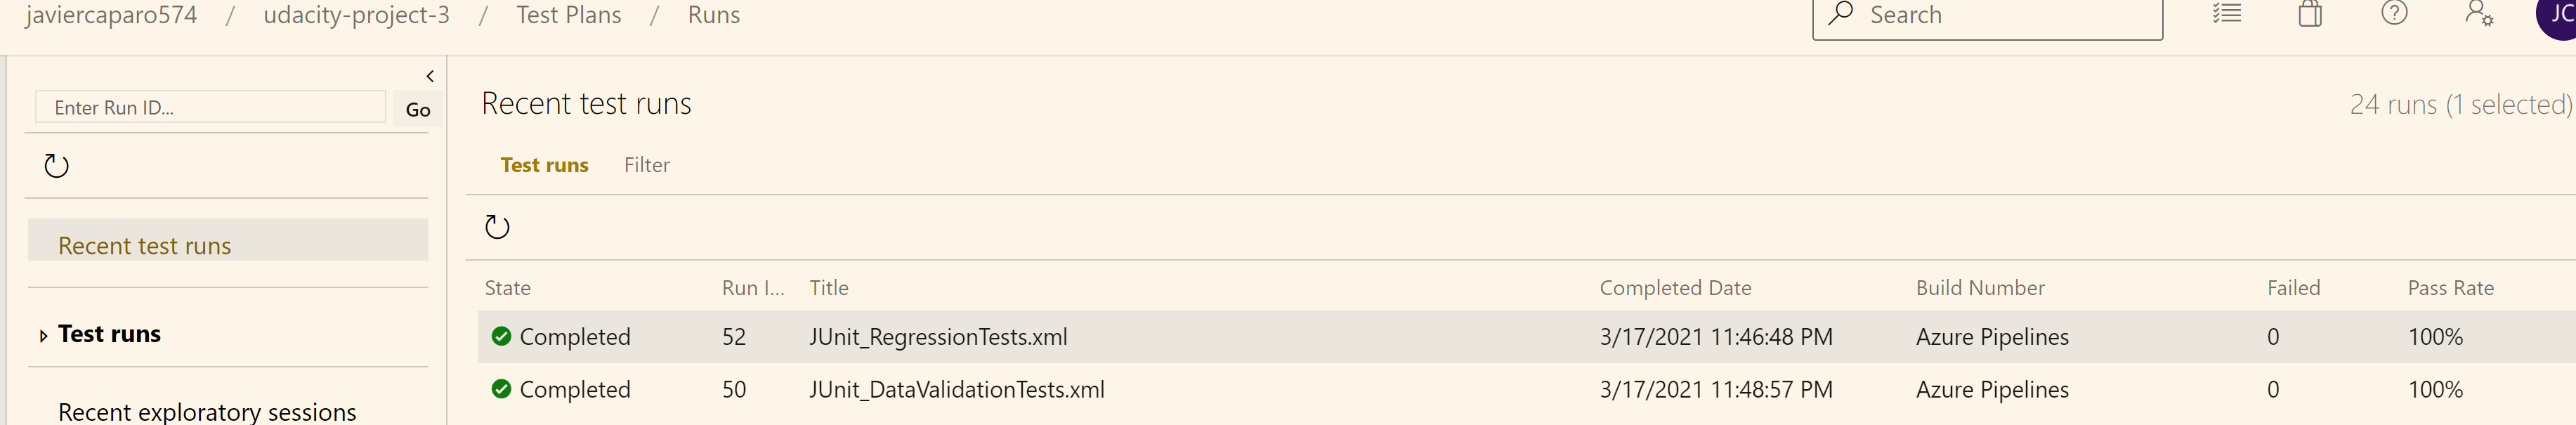 javiercaparo574 / udacity-project-3 / Test Plans / Runs
Search
JC
Enter Run ID...
Go
Recent test runs
Test runs
Recent exploratory sessions
Recent test runs
24 runs (1 selected)
Test runs Filter
State Run I... Title Completed Date Build Number Failed Pass Rate
Completed 52 JUnit_RegressionTests.xml 3/17/2021 11:46:48 PM Azure Pipelines 0 100%
Completed 50 JUnit_DataValidationTests.xml 3/17/2021 11:48:57 PM Azure Pipelines 0 100%